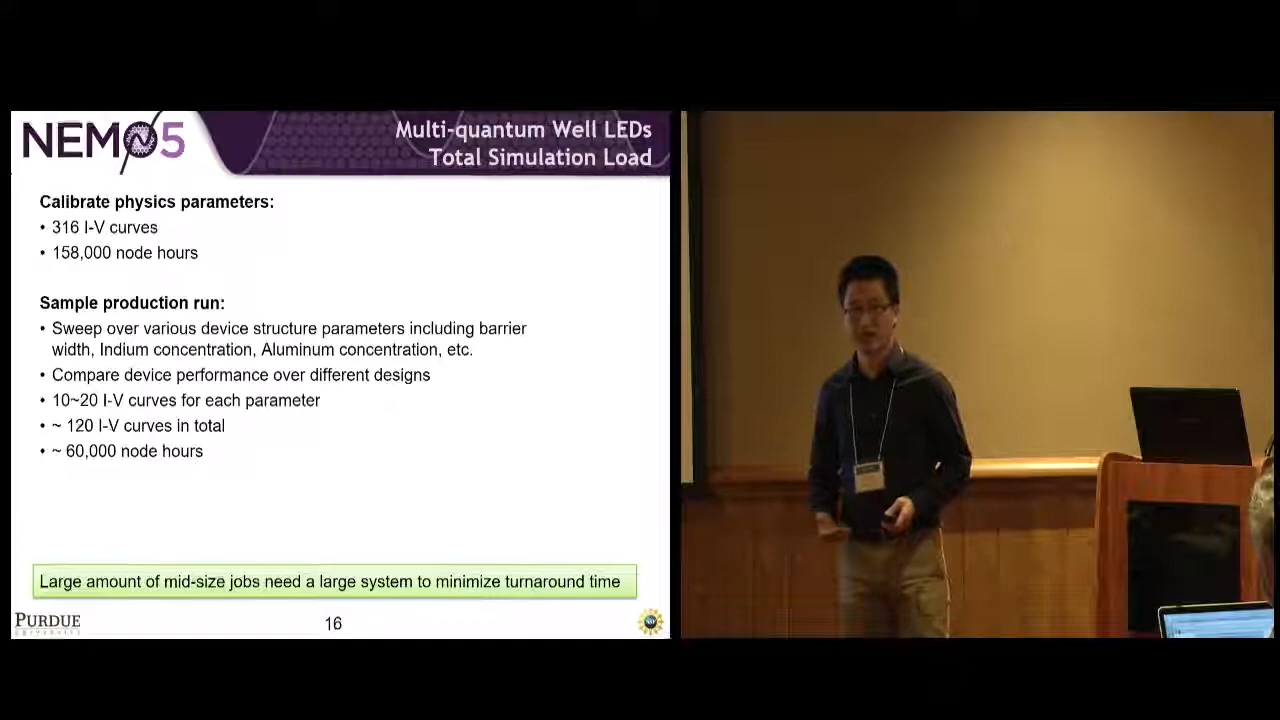 NEMO5
Multi-quantum Well LEDs
Total Simulation Load
Calibrate physics parameters:
• 316 I-V curves
• 158,000 node hours
Sample production run:
• Sweep over various device structure parameters including barrier
width, Indium concentration, Aluminum concentration, etc.
• Compare device performance over different designs
• 10~20 I-V curves for each parameter
• ~ 120 I-V curves in total
• ~ 60,000 node hours
Large amount of mid-size jobs need a large system to minimize turnaround time
PURDUE
UNIVERSITY
16
NSF